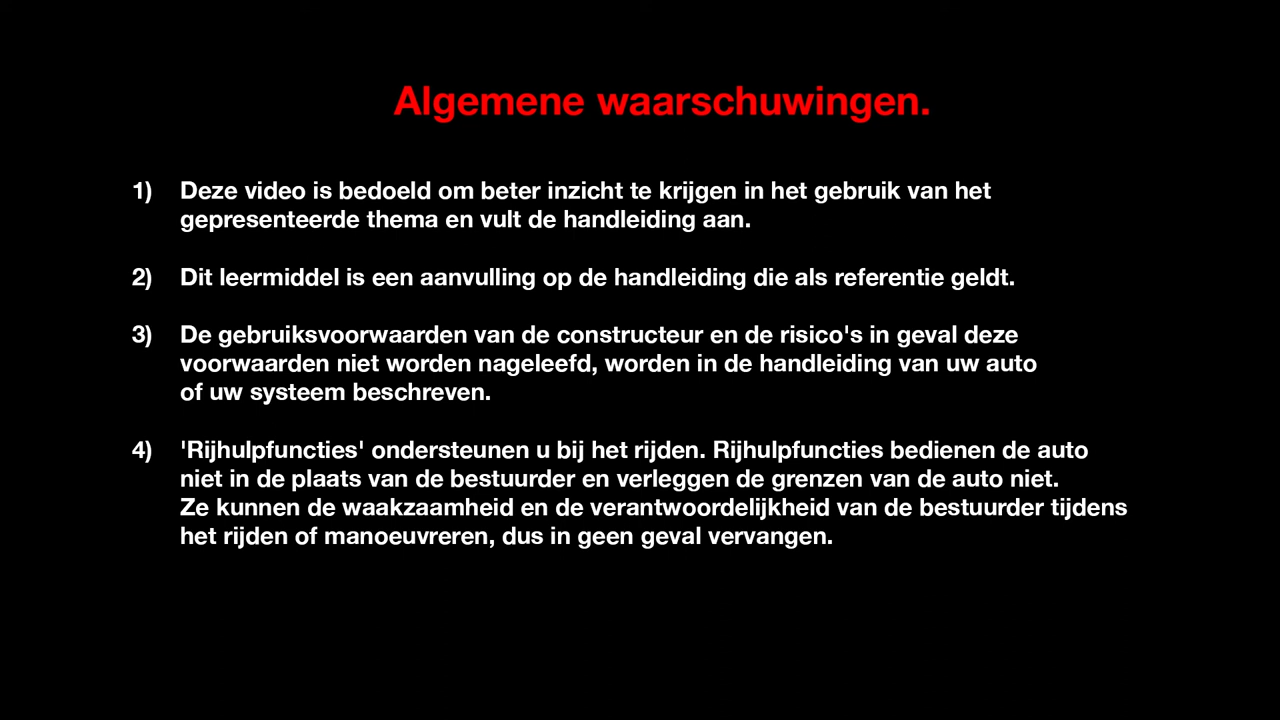 Algemene waarschuwingen.
1) Deze video is bedoeld om beter inzicht te krijgen in het gebruik van het
gepresenteerde thema en vult de handleiding aan.
2) Dit leermiddel is een aanvulling op de handleiding die als referentie geldt.
3) De gebruiksvoorwaarden van de constructeur en de risico's in geval deze
voorwaarden niet worden nageleefd, worden in de handleiding van uw auto
of uw systeem beschreven.
4) 'Rijhulpfuncties' ondersteunen u bij het rijden. Rijhulpfuncties bedienen de auto
niet in de plaats van de bestuurder en verleggen de grenzen van de auto niet.
Ze kunnen de waakzaamheid en de verantwoordelijkheid van de bestuurder tijdens
het rijden of manoeuvreren, dus in geen geval vervangen.